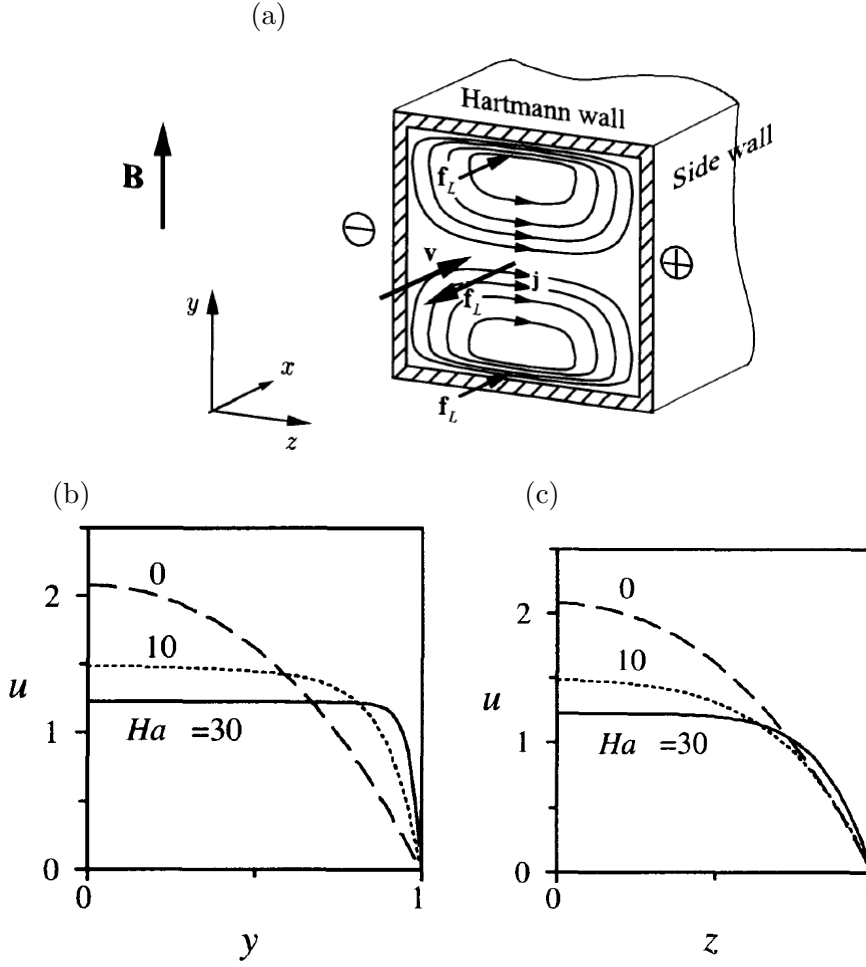 (a)
Hartmann wall
Side wall
B
f_L
⊖
v
j
⊕
f_L
y
x
z
f_L
(b)
(c)
2
1
0
u
0
10
Ha =30
0
1
y
2
1
0
u
0
10
Ha =30
0
z